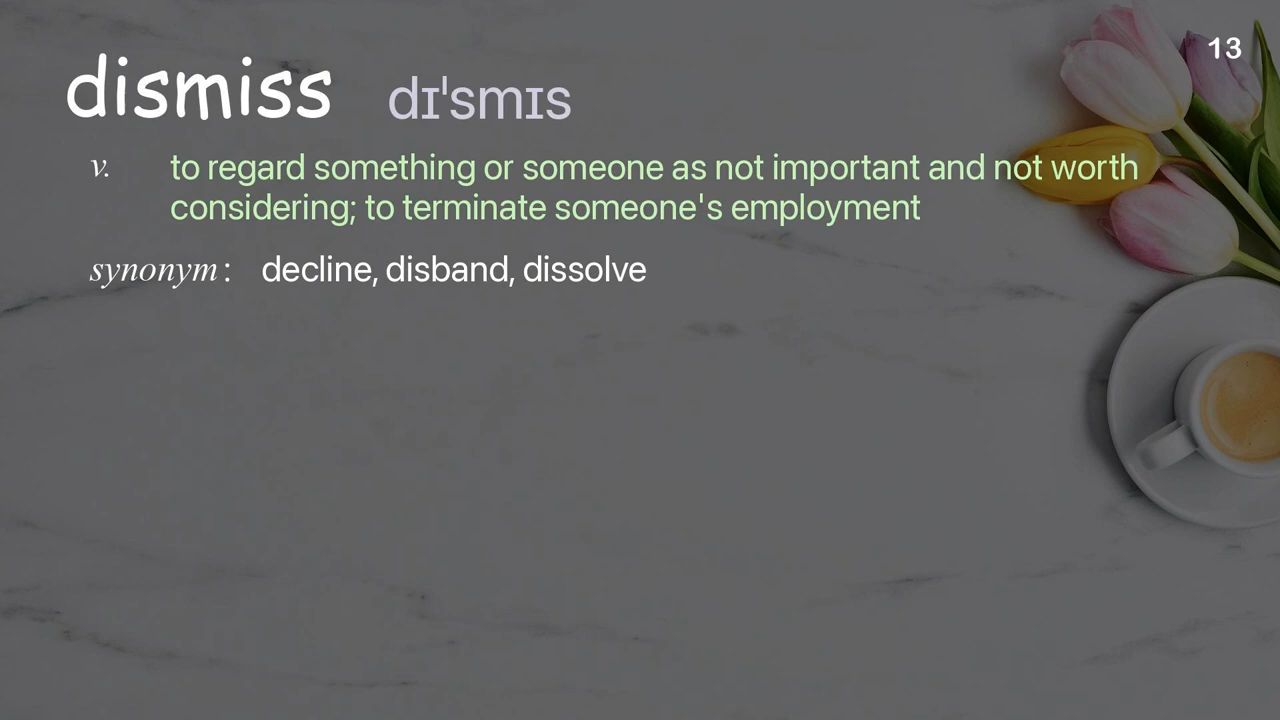 13
dismiss dɪˈsmɪs
v. to regard something or someone as not important and not worth
considering; to terminate someone's employment
synonym: decline, disband, dissolve